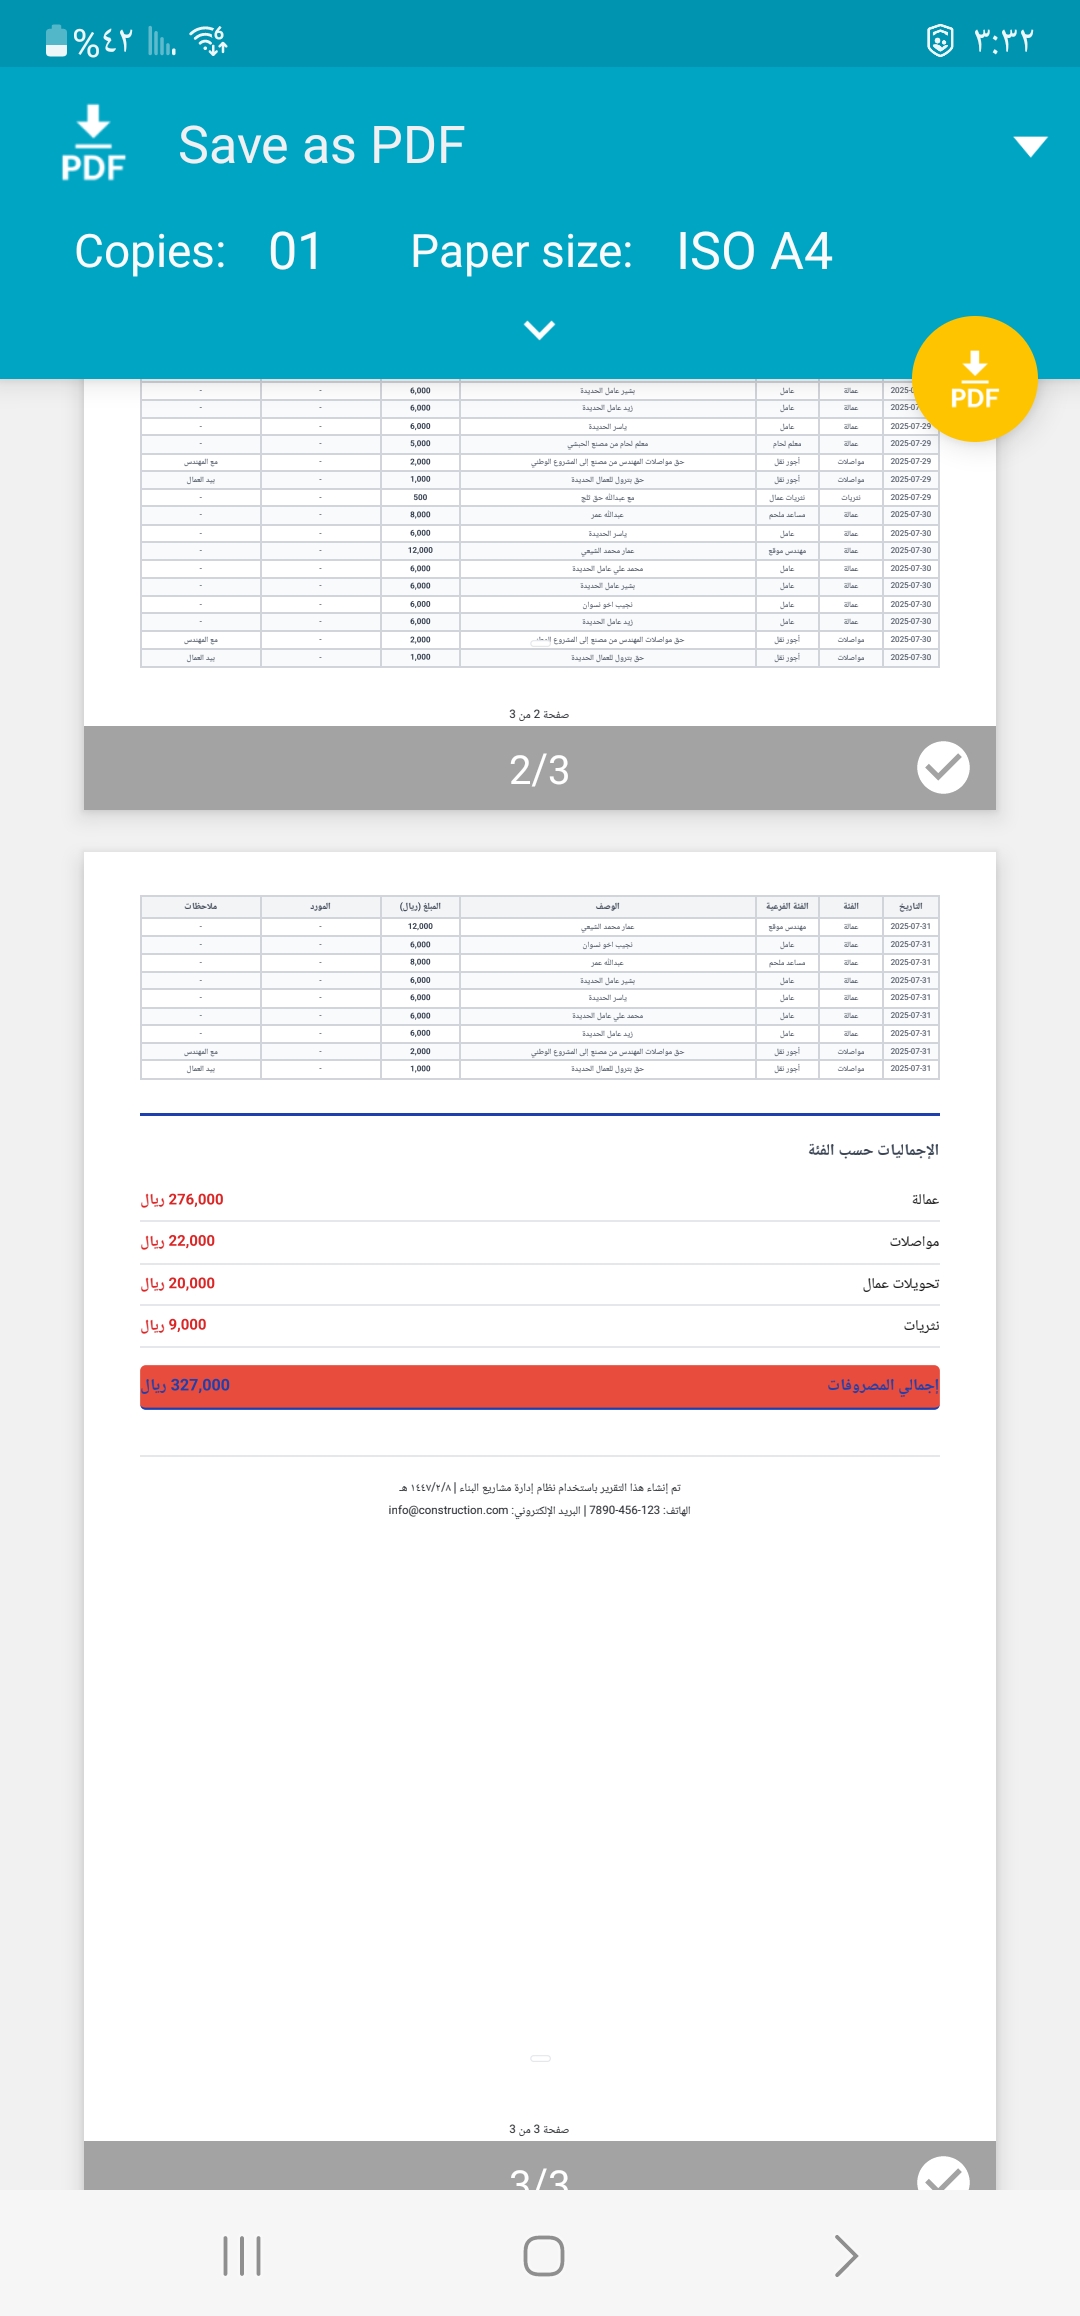 %٤٢ ٣:٣٢
PDF Save as PDF
Copies: 01 Paper size: ISO A4
PDF
2025-0 عمالة عامل بشير عامل الحديدة 6,000 - -
2025-07 عمالة عامل زيد عامل الحديدة 6,000 - -
2025-07-29 عمالة عامل ياسر الحديدة 6,000 - -
2025-07-29 عمالة معلم لحام معلم لحام من مصنع الحبشي 5,000 - -
2025-07-29 مواصلات أجور نقل حق مواصلات المهندس من مصنع إلى المشروع الوطني 2,000 - مع المهندس
2025-07-29 مواصلات أجور نقل حق بترول للعمال الحديدة 1,000 - بيد العمال
2025-07-29 نثريات نثريات عمال مع عبدالله حق ثلج 500 - -
2025-07-30 عمالة مساعد ملحم عبدالله عمر 8,000 - -
2025-07-30 عمالة عامل ياسر الحديدة 6,000 - -
2025-07-30 عمالة مهندس موقع عمار محمد الشيعي 12,000 - -
2025-07-30 عمالة عامل محمد علي عامل الحديدة 6,000 - -
2025-07-30 عمالة عامل بشير عامل الحديدة 6,000 - -
2025-07-30 عمالة عامل نجيب اخو نسوان 6,000 - -
2025-07-30 عمالة عامل زيد عامل الحديدة 6,000 - -
2025-07-30 مواصلات أجور نقل حق مواصلات المهندس من مصنع إلى المشروع 2,000 - مع المهندس
2025-07-30 مواصلات أجور نقل حق بترول للعمال الحديدة 1,000 - بيد العمال
صفحة 2 من 3
2/3
التاريخ الفئة الفئة الفرعية الوصف المبلغ (ريال) المورد ملاحظات
2025-07-31 عمالة مهندس موقع عمار محمد الشيعي 12,000 - -
2025-07-31 عمالة عامل نجيب اخو نسوان 6,000 - -
2025-07-31 عمالة مساعد ملحم عبدالله عمر 8,000 - -
2025-07-31 عمالة عامل بشير عامل الحديدة 6,000 - -
2025-07-31 عمالة عامل ياسر الحديدة 6,000 - -
2025-07-31 عمالة عامل محمد علي عامل الحديدة 6,000 - -
2025-07-31 عمالة عامل زيد عامل الحديدة 6,000 - -
2025-07-31 مواصلات أجور نقل حق مواصلات المهندس من مصنع إلى المشروع الوطني 2,000 - مع المهندس
2025-07-31 مواصلات أجور نقل حق بترول للعمال الحديدة 1,000 - بيد العمال
الإجماليات حسب الفئة
عمالة 276,000 ريال
مواصلات 22,000 ريال
تحويلات عمال 20,000 ريال
نثريات 9,000 ريال
إجمالي المصروفات 327,000 ريال
تم إنشاء هذا التقرير باستخدام نظام إدارة مشاريع البناء | ١٤٤٧/٢/٨ هـ
الهاتف: 123-456-7890 | البريد الإلكتروني: info@construction.com
صفحة 3 من 3
3/3